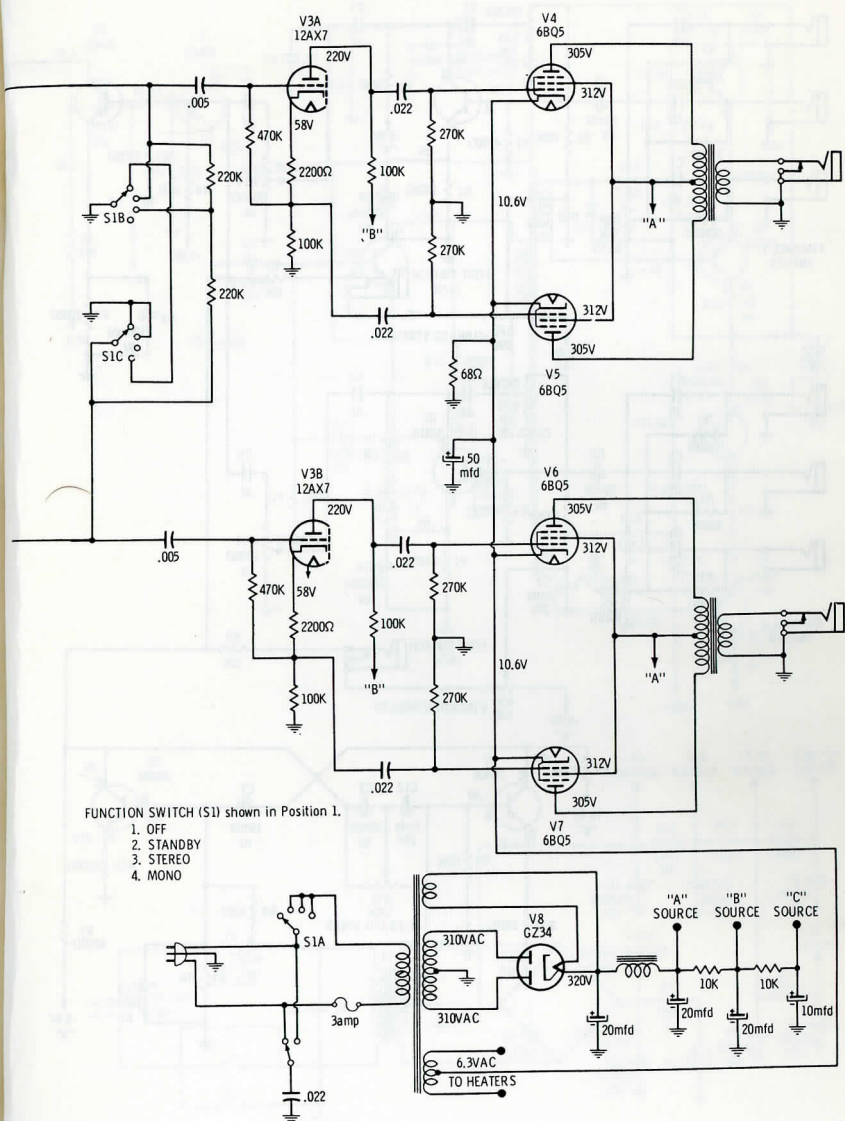 V3A
12AX7
220V
.005
470K
58V
2200Ω
100K
100K
"B"
.022
270K
270K
.022
V4
6BQ5
305V
312V
10.6V
"A"
312V
305V
V5
6BQ5
68Ω
50
mfd
220K
220K
S1B
S1C
V3B
12AX7
220V
.005
470K
58V
2200Ω
100K
100K
"B"
.022
270K
270K
.022
V6
6BQ5
305V
312V
10.6V
"A"
312V
305V
V7
6BQ5
FUNCTION SWITCH (S1) shown in Position 1.
1. OFF
2. STANDBY
3. STEREO
4. MONO
S1A
3amp
.022
310VAC
310VAC
V8
GZ34
320V
"A"
SOURCE
"B"
SOURCE
"C"
SOURCE
10K
10K
20mfd
20mfd
20mfd
10mfd
6.3VAC
TO HEATERS